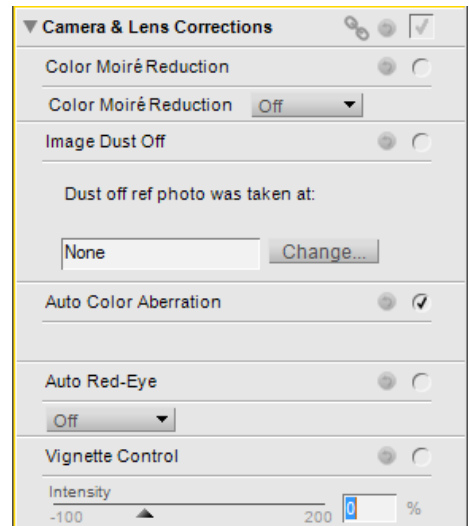 Camera & Lens Corrections
Color Moiré Reduction
Color Moiré Reduction Off
Image Dust Off
Dust off ref photo was taken at:
None Change...
Auto Color Aberration
Auto Red-Eye
Off
Vignette Control
Intensity
-100 200 0 %